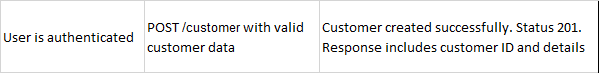 User is authenticated
POST /customer with valid
customer data
Customer created successfully. Status 201.
Response includes customer ID and details